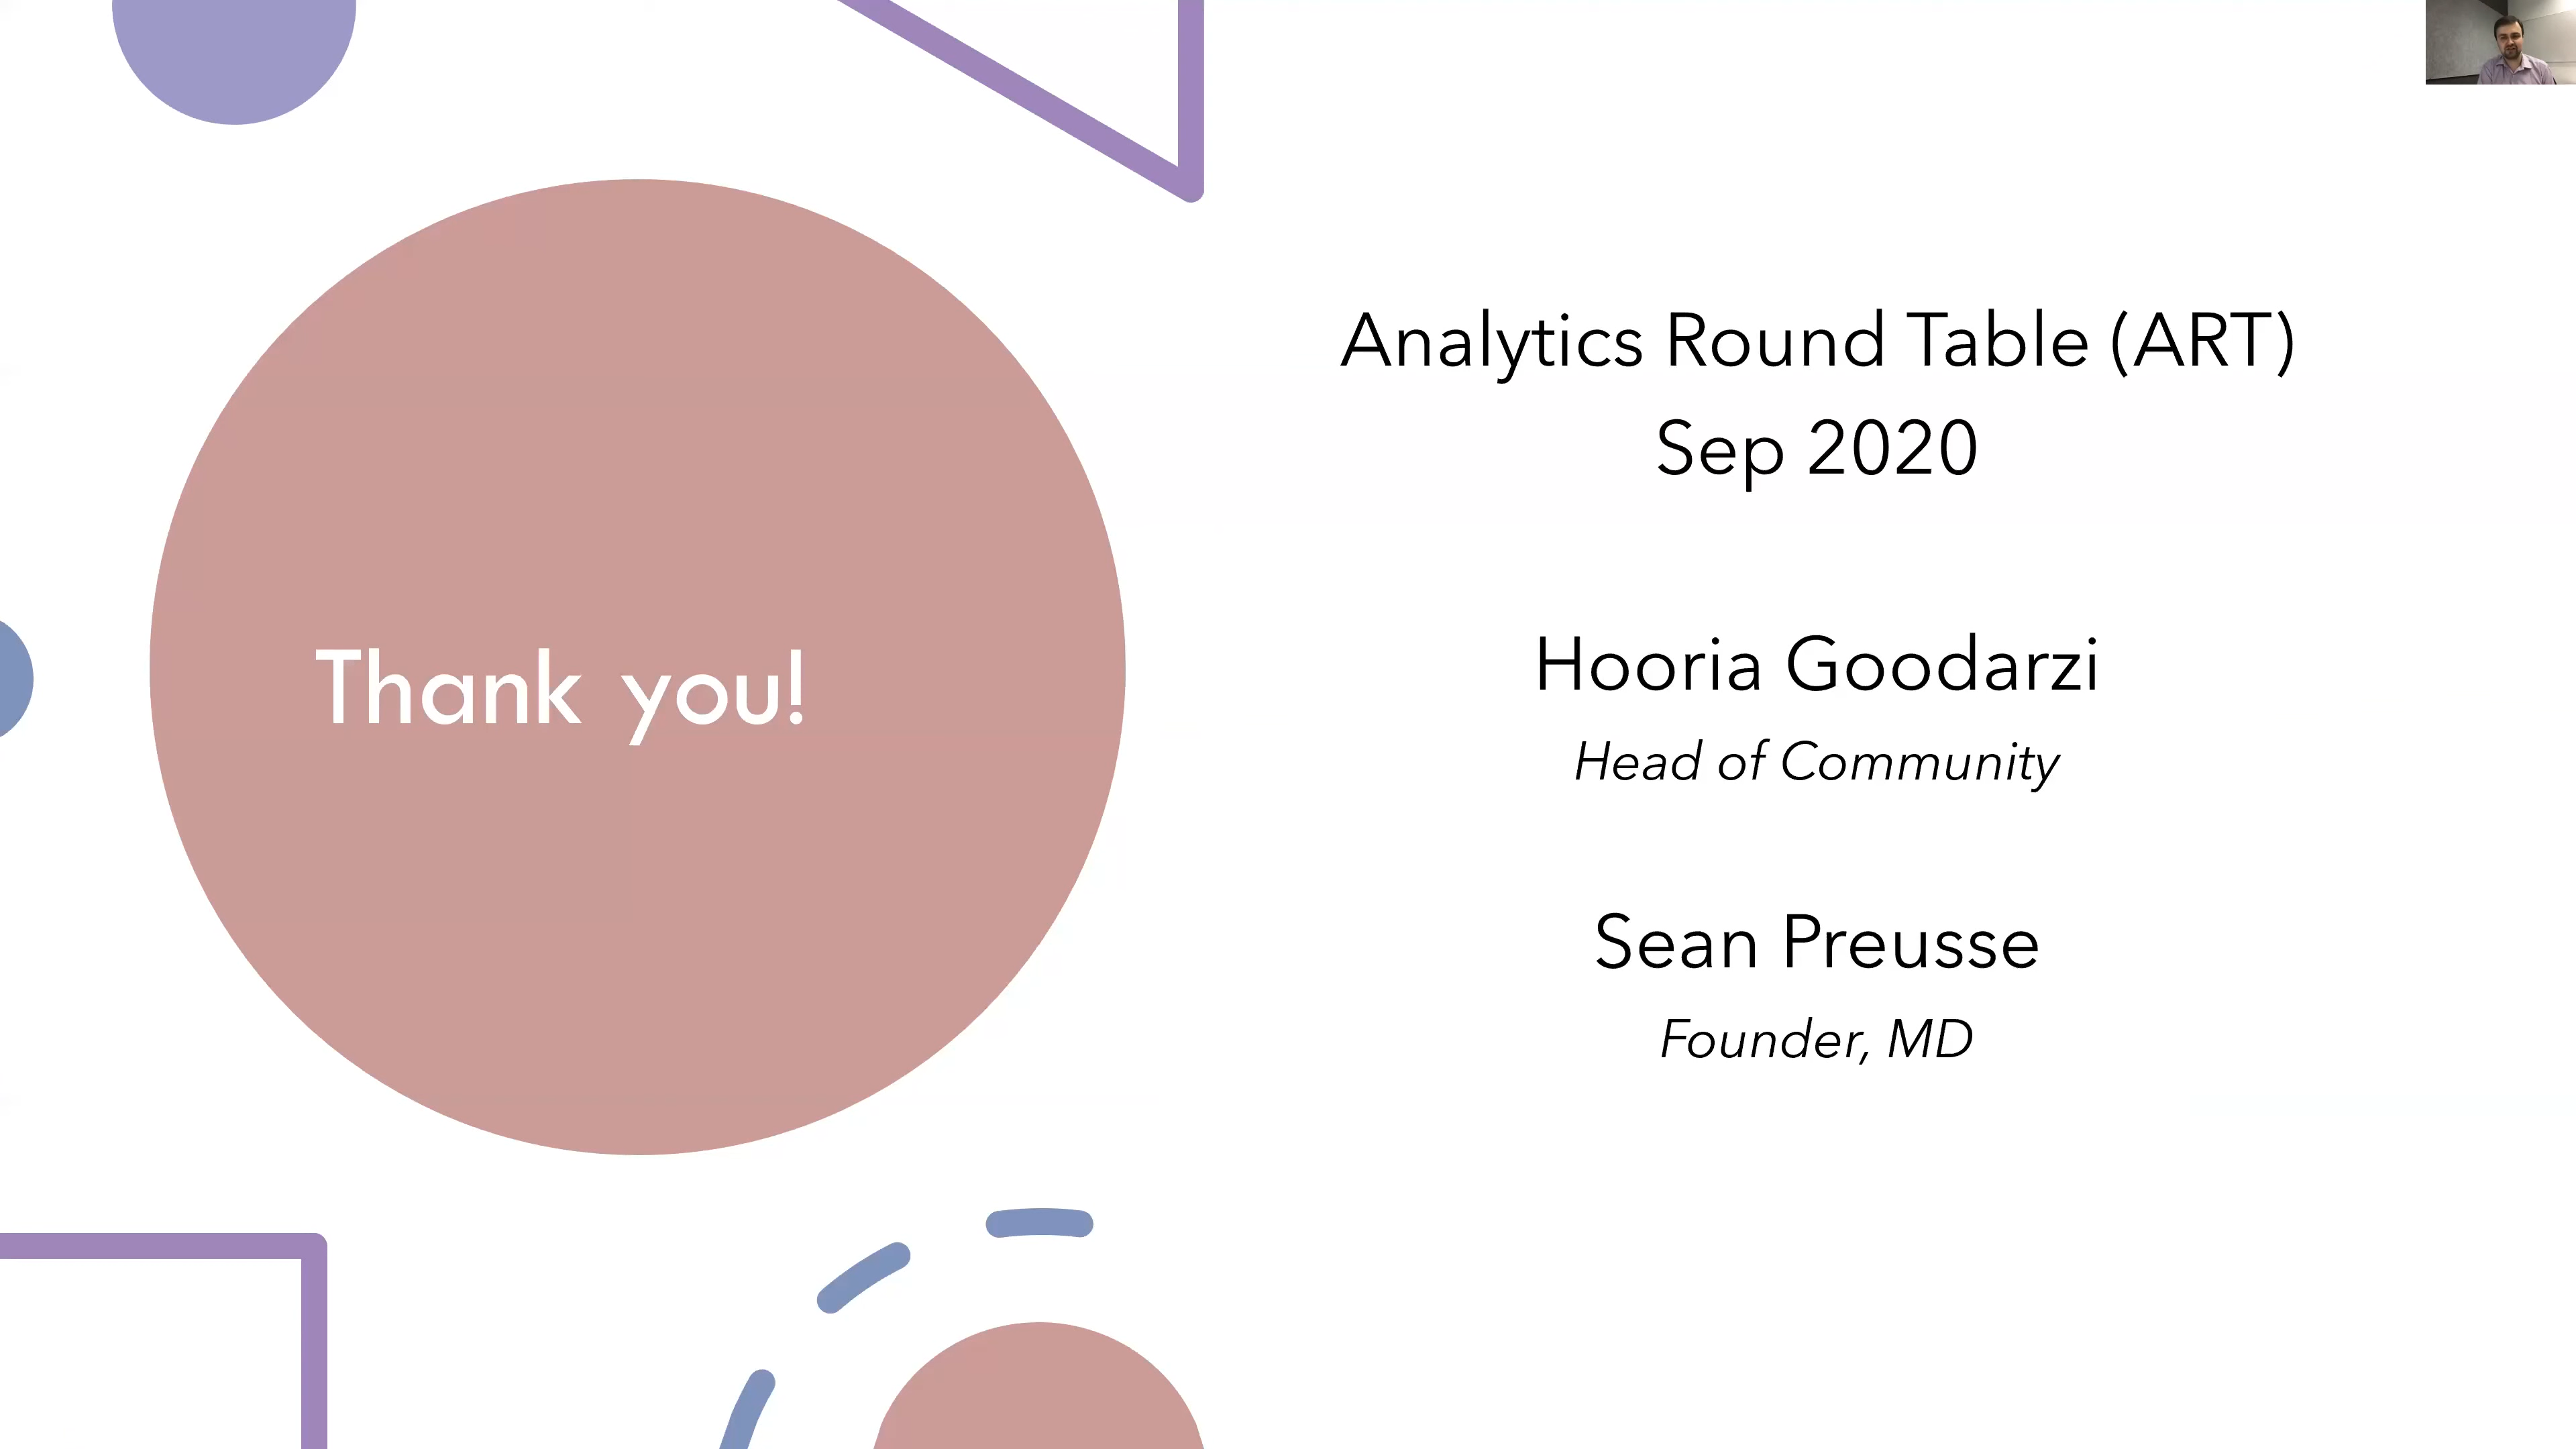 Thank you!
Analytics Round Table (ART)
Sep 2020
Hooria Goodarzi
Head of Community
Sean Preusse
Founder, MD